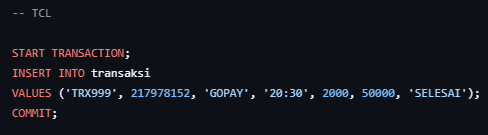 -- TCL
START TRANSACTION;
INSERT INTO transaksi
VALUES ('TRX999', 217978152, 'GOPAY', '20:30', 2000, 50000, 'SELESAI');
COMMIT;